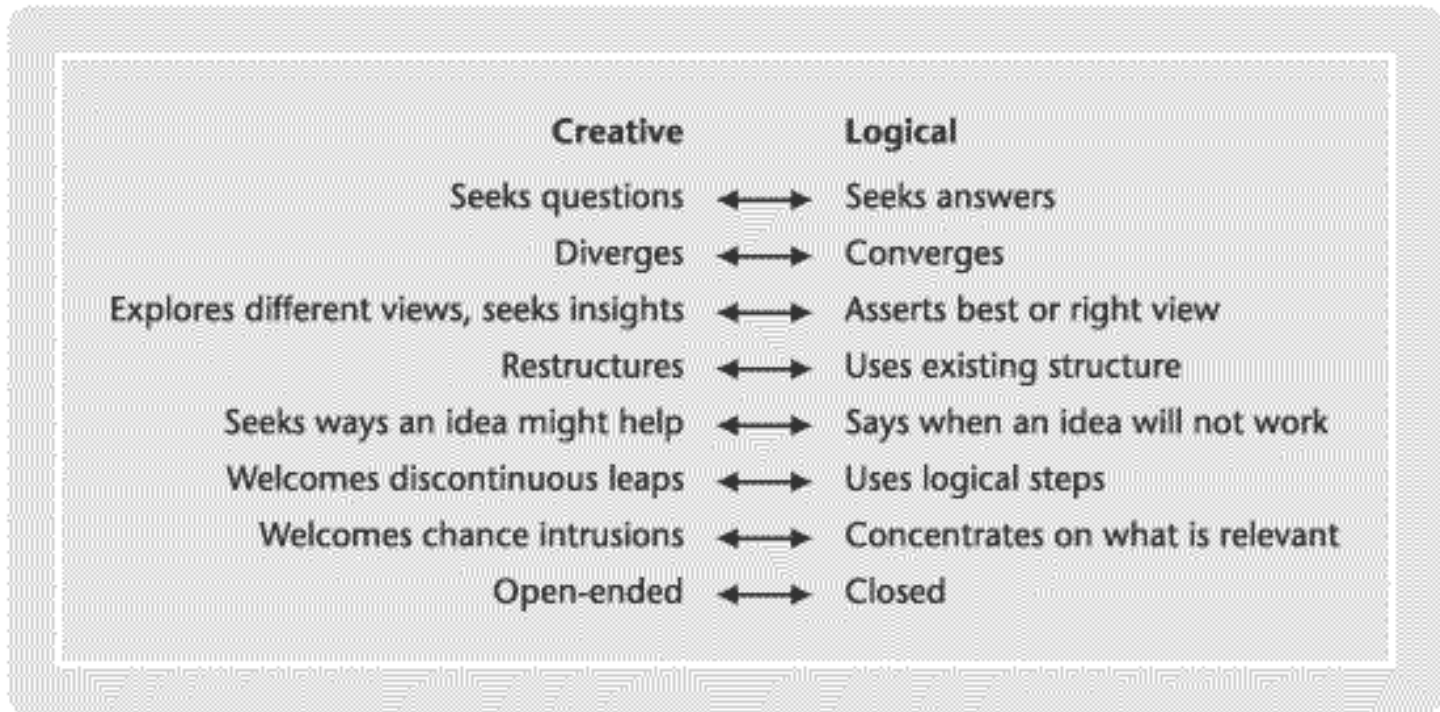 Creative Logical
Seeks questions Seeks answers
Diverges Converges
Explores different views, seeks insights Asserts best or right view
Restructures Uses existing structure
Seeks ways an idea might help Says when an idea will not work
Welcomes discontinuous leaps Uses logical steps
Welcomes chance intrusions Concentrates on what is relevant
Open-ended Closed